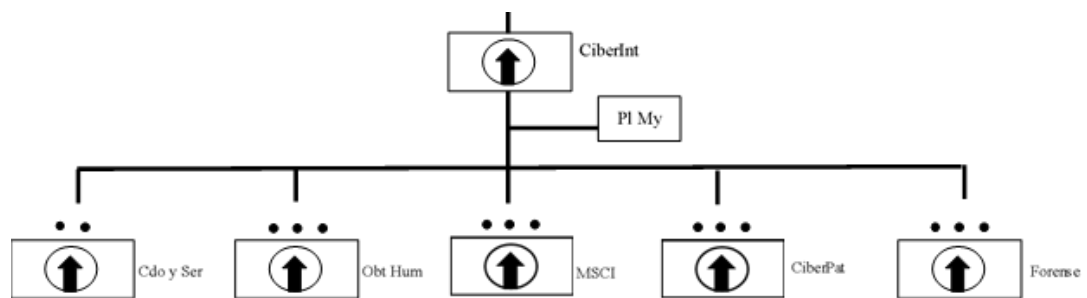 CiberInt
Pl My
Cdo y Ser
Obt Hum
MSCI
CiberPat
Forense